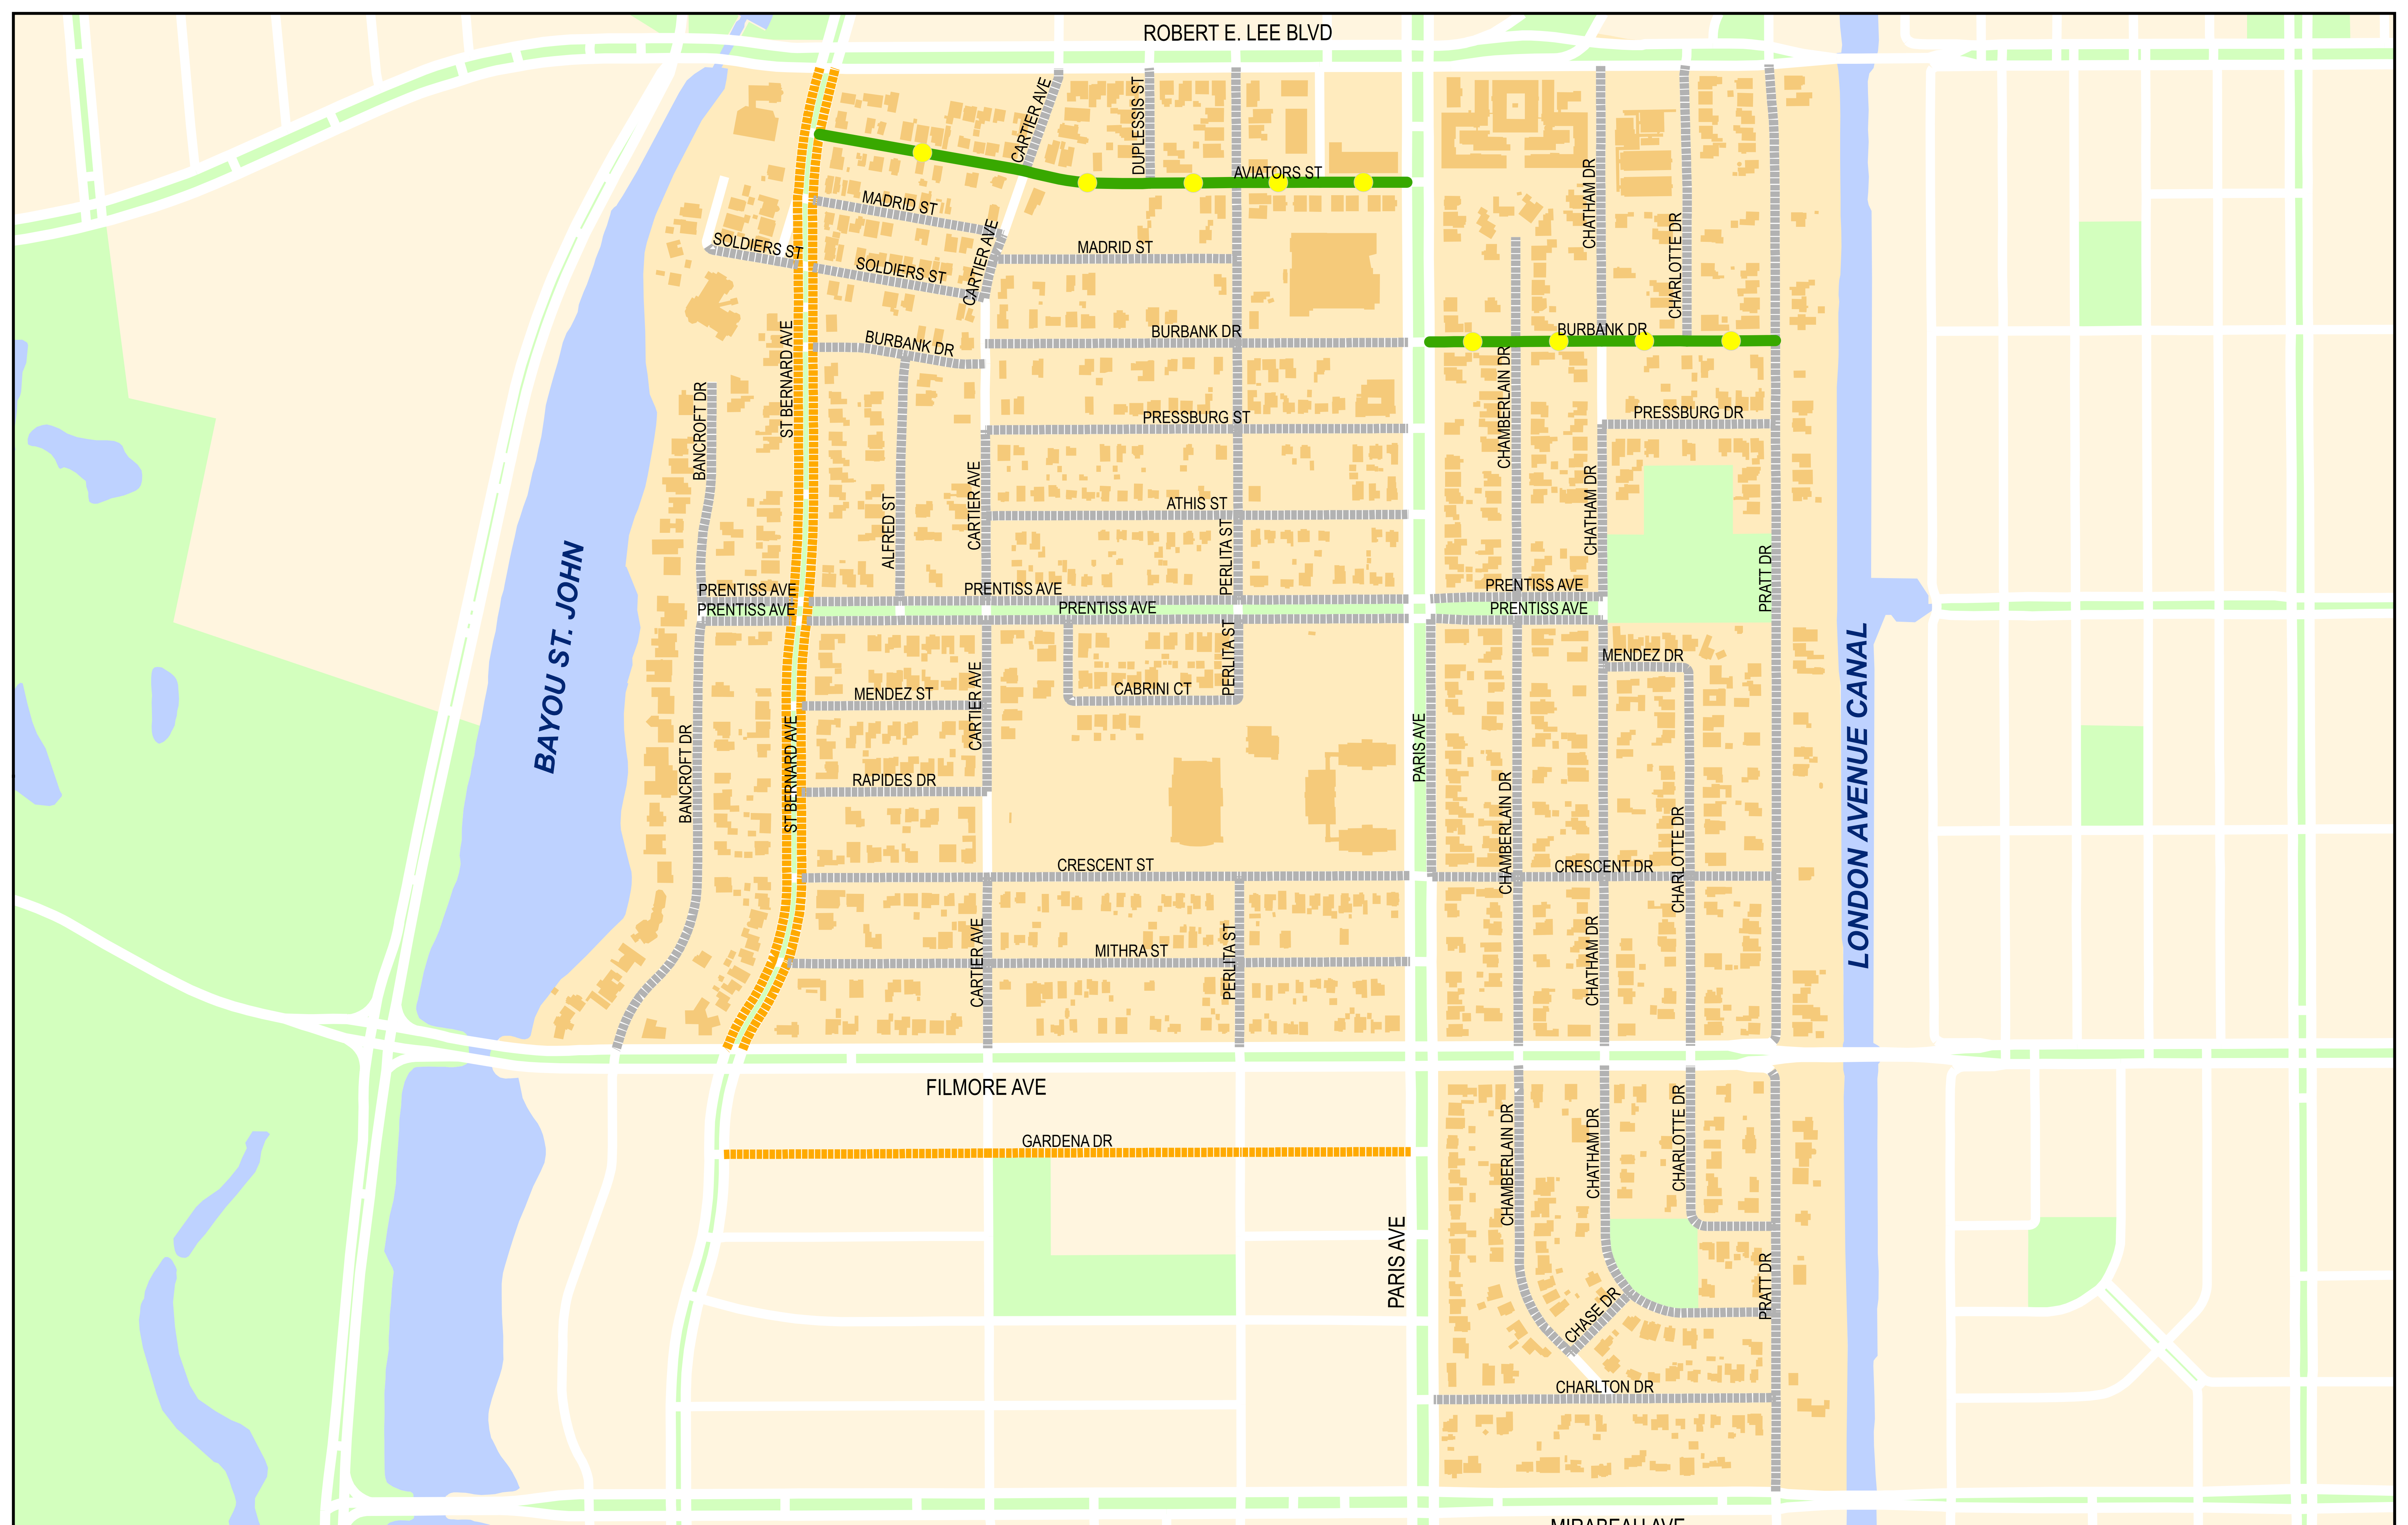 ROBERT E. LEE BLVD
CARTIER AVE
DUPLESSIS ST
AVIATORS ST
CHATHAM DR
CHARLOTTE DR
MADRID ST
SOLDIERS ST
SOLDIERS ST
CARTIER AVE
MADRID ST
BURBANK DR
BURBANK DR
BURBANK DR
ST BERNARD AVE
BANCROFT DR
CHAMBERLAIN DR
PRESSBURG ST
PRESSBURG DR
ALFRED ST
CARTIER AVE
ATHIS ST
PERLITA ST
CHATHAM DR
PRATT DR
BAYOU ST. JOHN
PRENTISS AVE
PRENTISS AVE
PRENTISS AVE
PRENTISS AVE
PRENTISS AVE
PRENTISS AVE
LONDON AVENUE CANAL
MENDEZ DR
MENDEZ ST
CARTIER AVE
CABRINI CT
PERLITA ST
BANCROFT DR
ST BERNARD AVE
RAPIDES DR
PARIS AVE
CHAMBERLAIN DR
CHARLOTTE DR
CRESCENT ST
CRESCENT DR
CARTIER AVE
MITHRA ST
PERLITA ST
CHATHAM DR
FILMORE AVE
GARDENA DR
CHAMBERLAIN DR
CHATHAM DR
CHARLOTTE DR
PARIS AVE
CHASE DR
PRATT DR
CHARLTON DR
MIRABEAU AVE